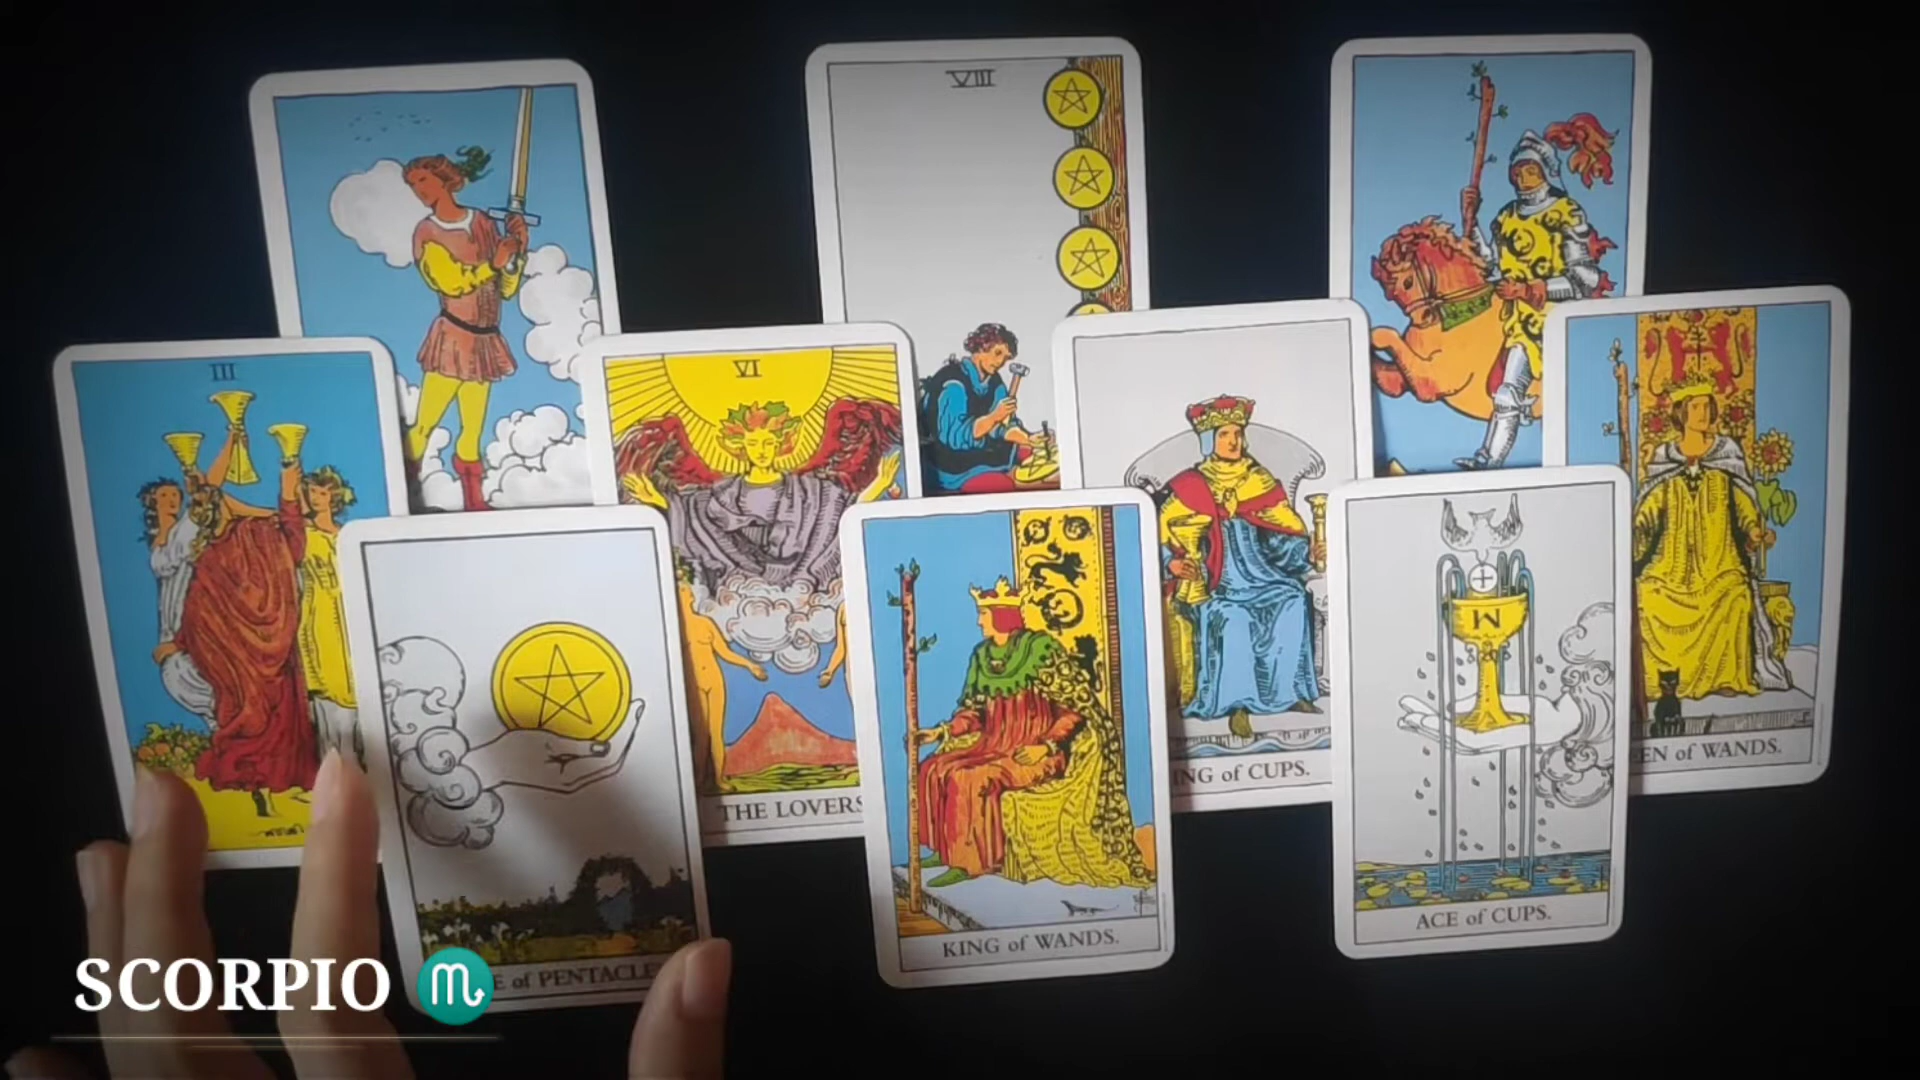 VIII
III
VI
EEN of WANDS.
ING of CUPS.
THE LOVERS
ACE of CUPS.
KING of WANDS.
E of PENTACLE
SCORPIO ♏